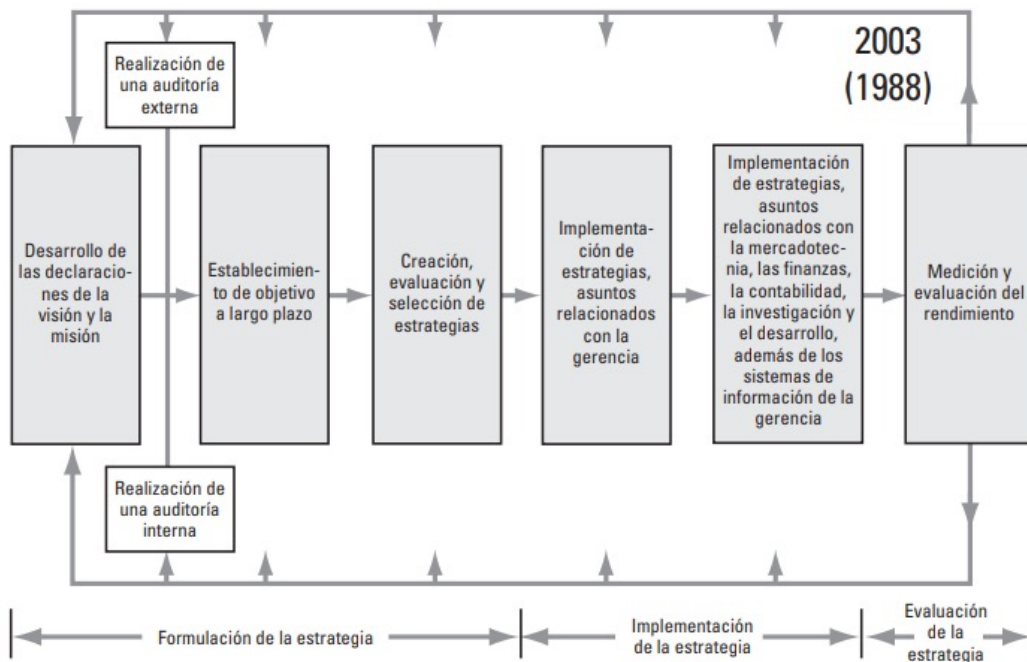 Realización de
una auditoría
externa
2003
(1988)
Desarrollo de
las declaracio-
nes de la
visión y la
misión
Establecimien-
to de objetivo
a largo plazo
Creación,
evaluación y
selección de
estrategias
Implementa-
ción de
estrategias,
asuntos
relacionados
con la
gerencia
Implementación
de estrategias,
asuntos
relacionados con
la mercadotec-
nia, las finanzas,
la contabilidad,
la investigación y
el desarrollo,
además de los
sistemas de
información de la
gerencia
Medición y
evaluación del
rendimiento
Realización de
una auditoría
interna
Formulación de la estrategia
Implementación
de la estrategia
Evaluación
de la
estrategia